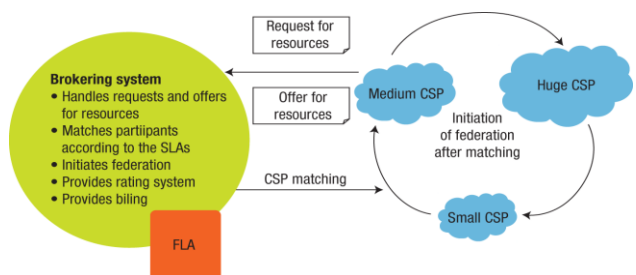 Brokering system
• Handles requests and offers
for resources
• Matches partiipants
according to the SLAs
• Initiates federation
• Provides rating system
• Provides biling
FLA
Request for
resources
Offer for
resources
CSP matching
Medium CSP
Huge CSP
Initiation
of federation
after matching
Small CSP